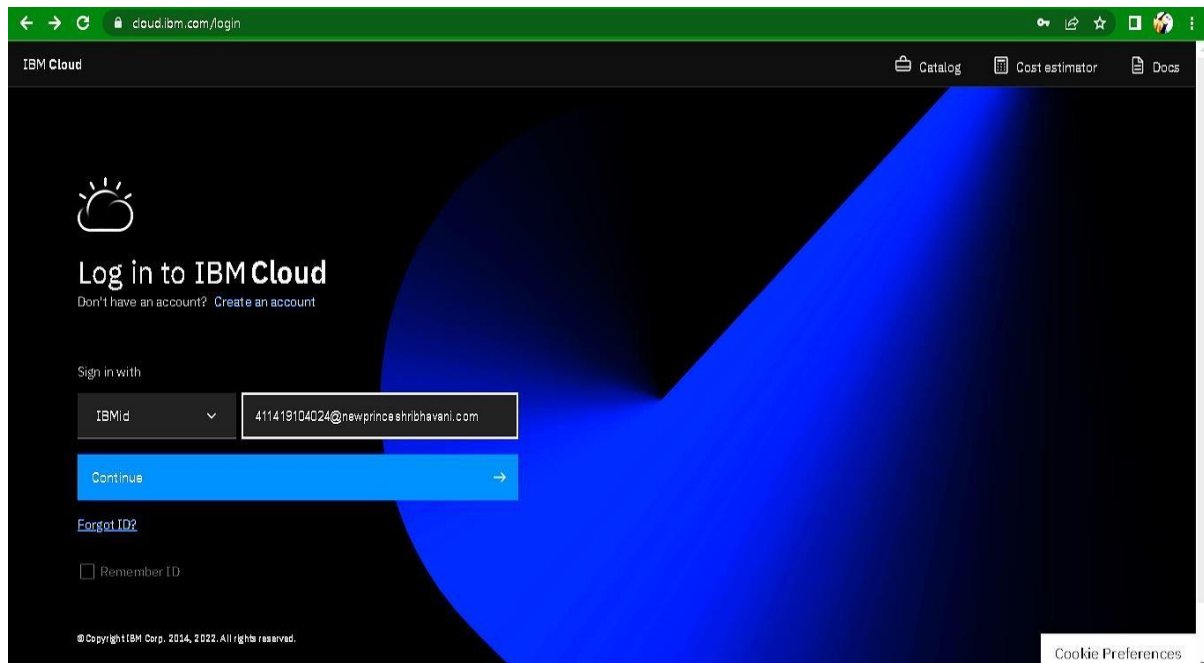 cloud.ibm.com/login
IBM Cloud
Catalog
Cost estimator
Docs
Log in to IBM Cloud
Don't have an account? Create an account
Sign in with
IBMid
411419104024@newprinceshribhavani.com
Continue
Forgot ID?
Remember ID
© Copyright IBM Corp. 2014, 2022. All rights reserved.
Cookie Preferences